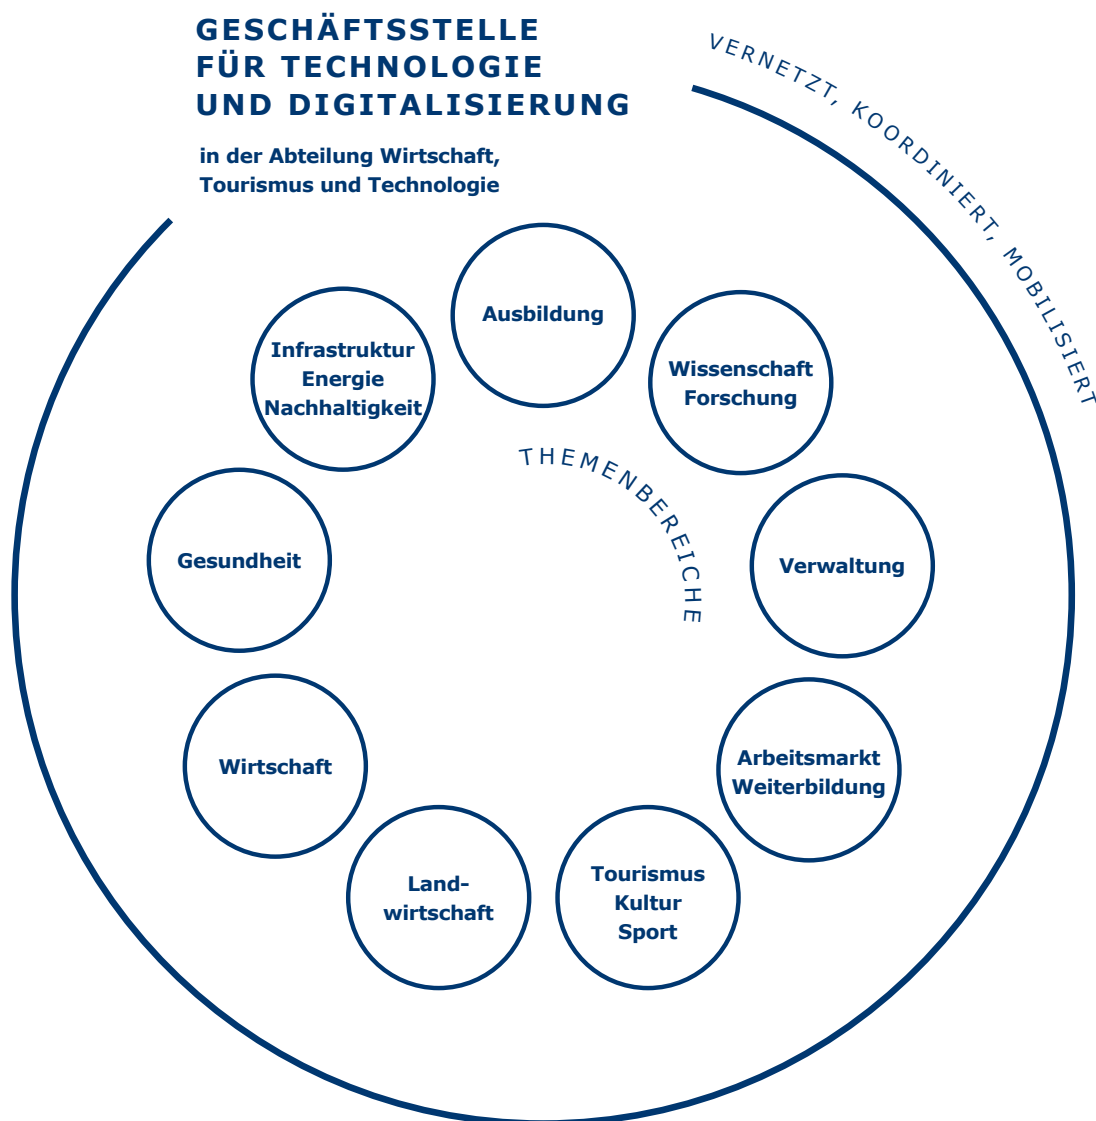 GESCHÄFTSSTELLE
FÜR TECHNOLOGIE
UND DIGITALISIERUNG
in der Abteilung Wirtschaft,
Tourismus und Technologie
VERNETZT, KOORDINIERT, MOBILISIERT
Ausbildung
Wissenschaft
Forschung
Verwaltung
Arbeitsmarkt
Weiterbildung
Tourismus
Kultur
Sport
Land-
wirtschaft
Wirtschaft
Gesundheit
Infrastruktur
Energie
Nachhaltigkeit
THEMENBEREICHE